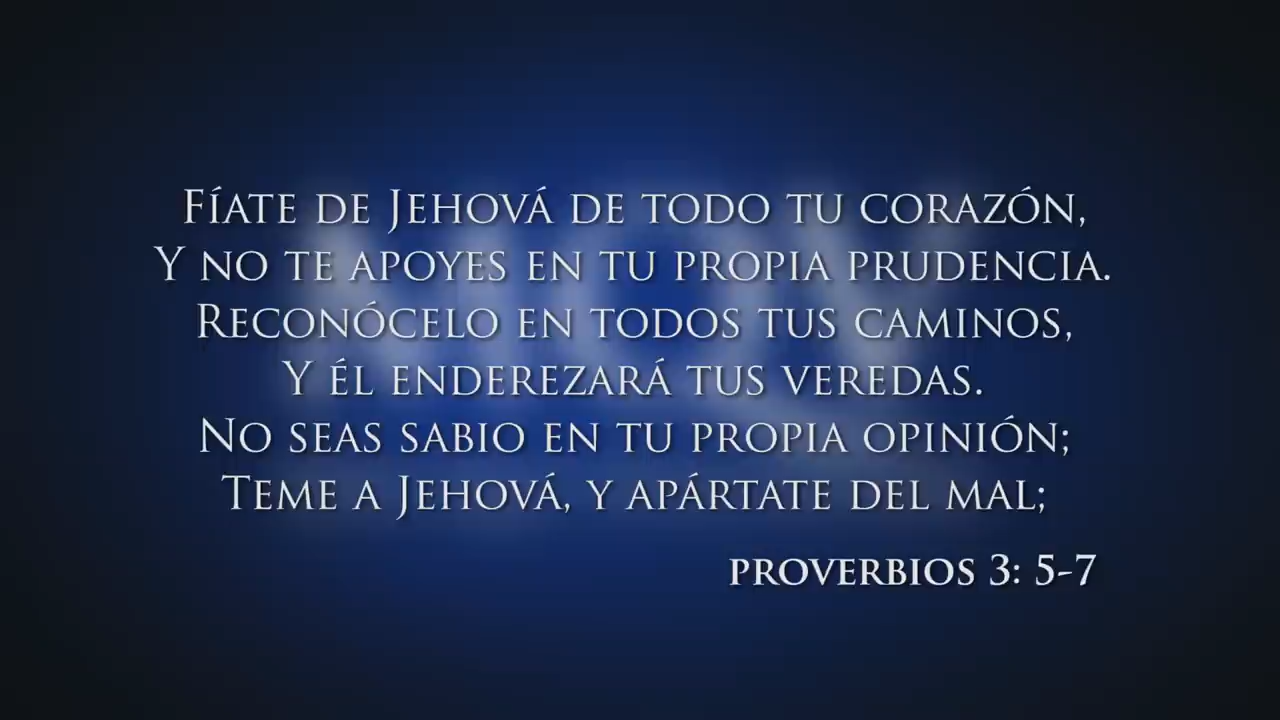 Fíate de Jehová de todo tu corazón,
Y no te apoyes en tu propia prudencia.
Reconócelo en todos tus caminos,
Y él enderezará tus veredas.
No seas sabio en tu propia opinión;
Teme a Jehová, y apártate del mal;
PROVERBIOS 3: 5-7